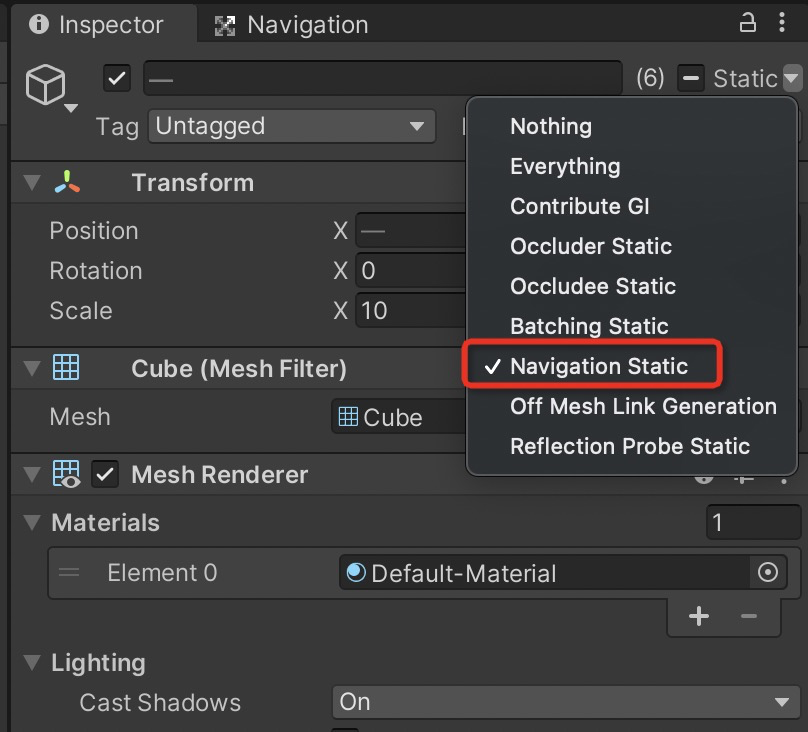 Inspector Navigation
— (6) Static
Tag Untagged
Nothing
Everything
Contribute GI
Occluder Static
Occludee Static
Batching Static
Navigation Static
Off Mesh Link Generation
Reflection Probe Static
Transform
Position X —
Rotation X 0
Scale X 10
Cube (Mesh Filter)
Mesh Cube
Mesh Renderer
Materials 1
Element 0 Default-Material
Lighting
Cast Shadows On